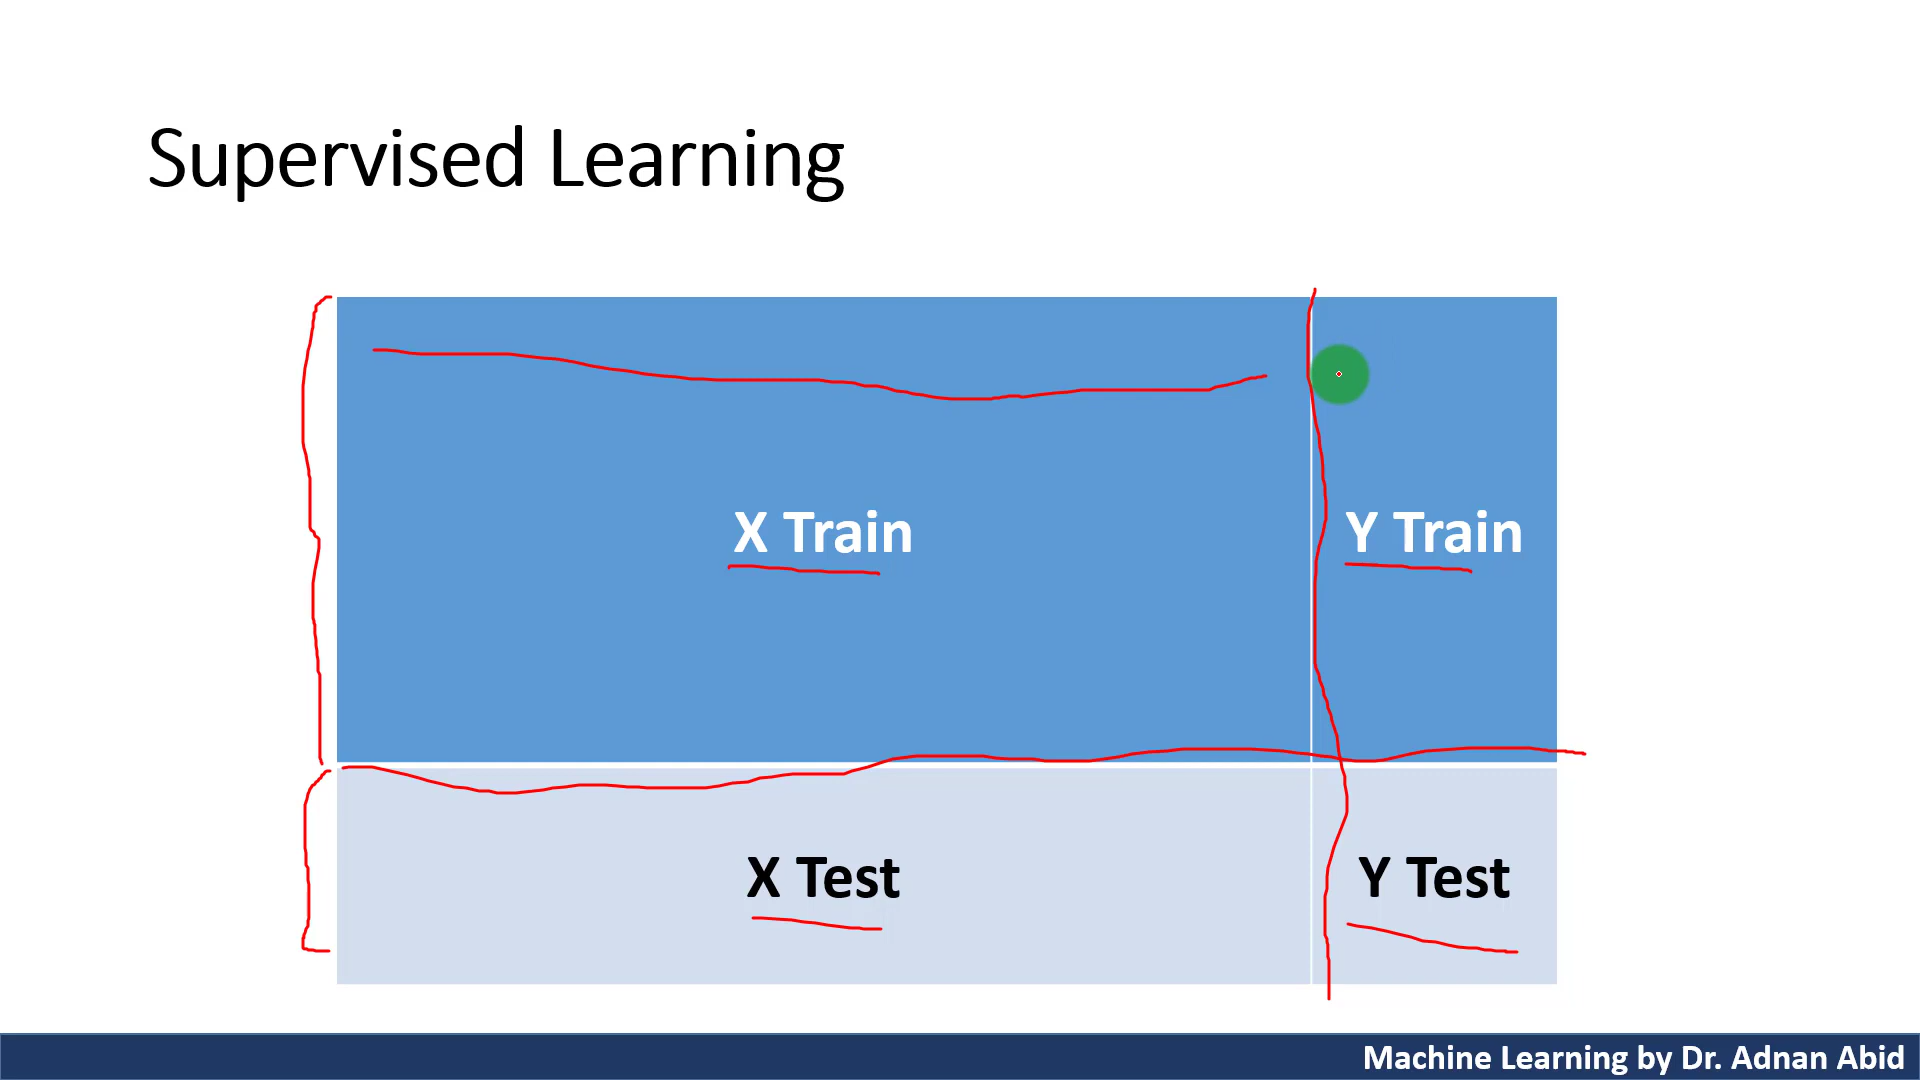 Supervised Learning
X Train
Y Train
X Test
Y Test
Machine Learning by Dr. Adnan Abid